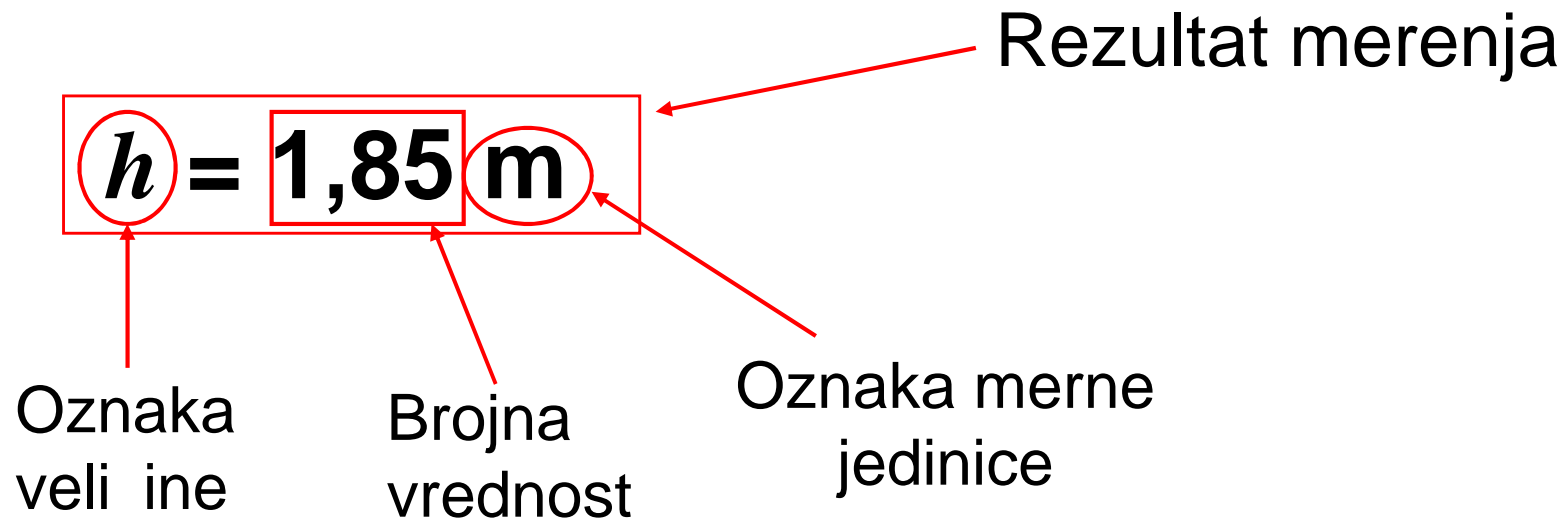 Rezultat merenja
h = 1,85 m
Oznaka
veli ine
Brojna
vrednost
Oznaka merne
jedinice